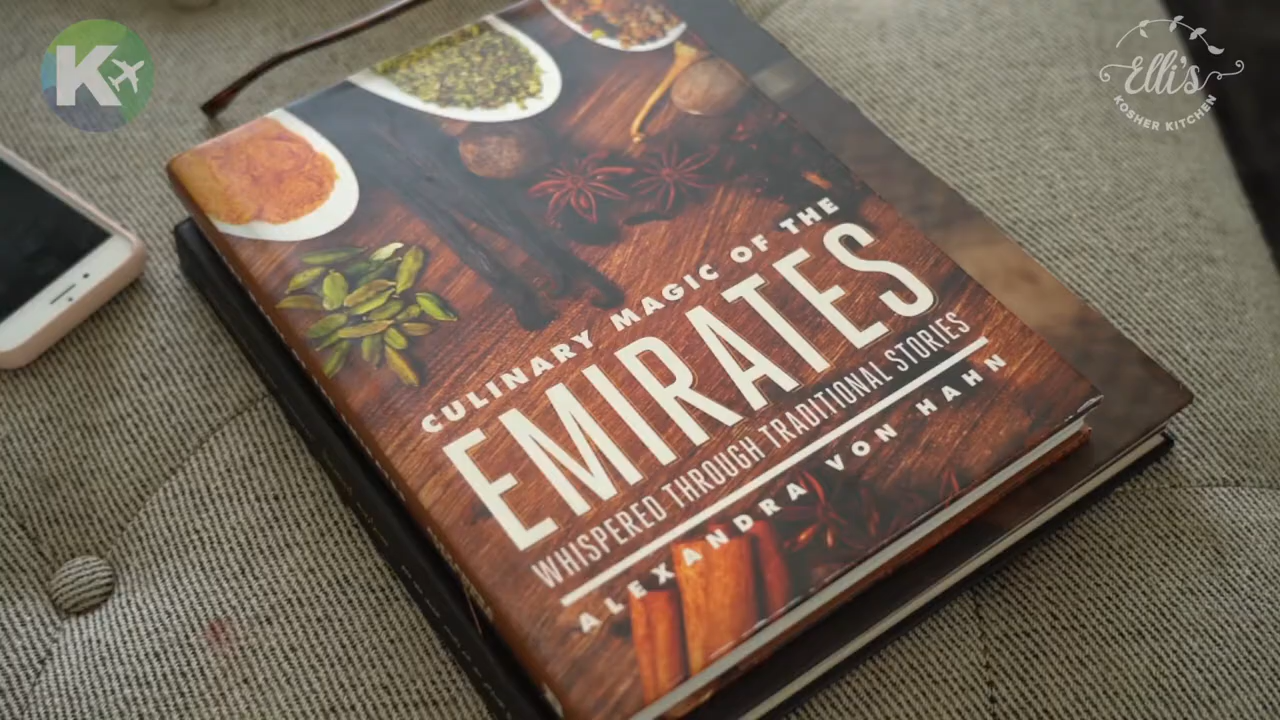 K
Elli's
KOSHER KITCHEN
CULINARY MAGIC OF THE
EMIRATES
WHISPERED THROUGH TRADITIONAL STORIES
ALEXANDRA VON HAHN